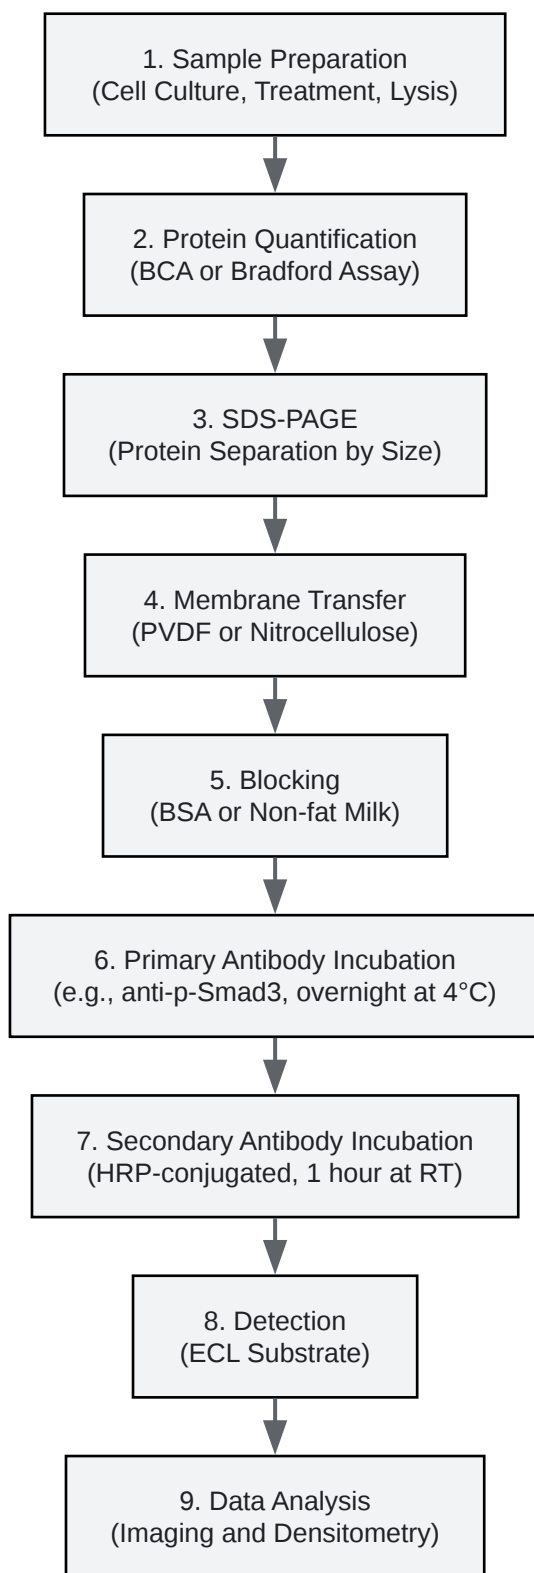 1. Sample Preparation
(Cell Culture, Treatment, Lysis)
2. Protein Quantification
(BCA or Bradford Assay)
3. SDS-PAGE
(Protein Separation by Size)
4. Membrane Transfer
(PVDF or Nitrocellulose)
5. Blocking
(BSA or Non-fat Milk)
6. Primary Antibody Incubation
(e.g., anti-p-Smad3, overnight at 4°C)
7. Secondary Antibody Incubation
(HRP-conjugated, 1 hour at RT)
8. Detection
(ECL Substrate)
9. Data Analysis
(Imaging and Densitometry)